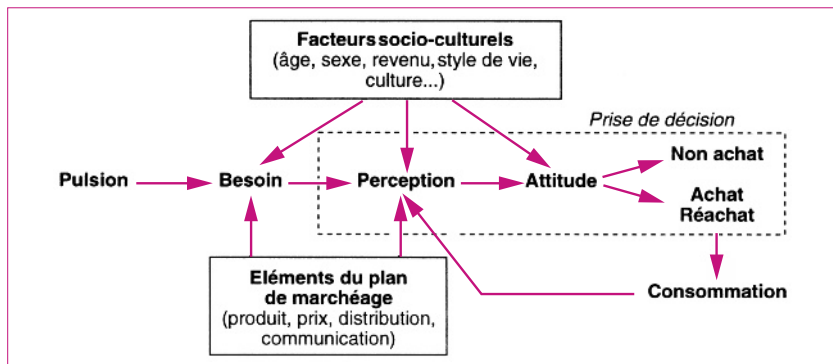 Facteurs socio-culturels
(âge, sexe, revenu, style de vie,
culture...)
Prise de décision
Non achat
Pulsion
Besoin
Perception
Attitude
Achat
Réachat
Eléments du plan
de marchéage
(produit, prix, distribution,
communication)
Consommation